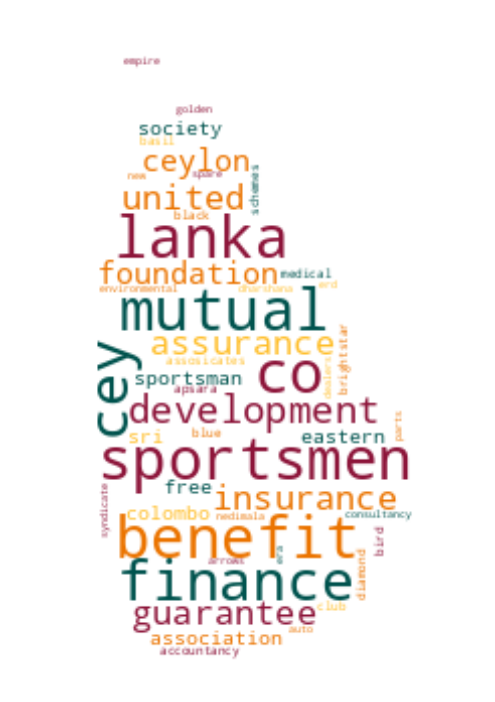 empire
golden
society
basil
ceylon
spare
new
schemes
united
black
lanka
foundation
medical
environmental
dharshana
erd
mutual
assurance
assosicates
cey
sportsman
co
apsara
dealers
brightstar
development
sri
blue
eastern
parts
sportsmen
free
insurance
syndicate
colombo
nedimala
consultancy
benefit
bird
era
arrows
diamond
finance
guarantee
club
auto
association
accountancy